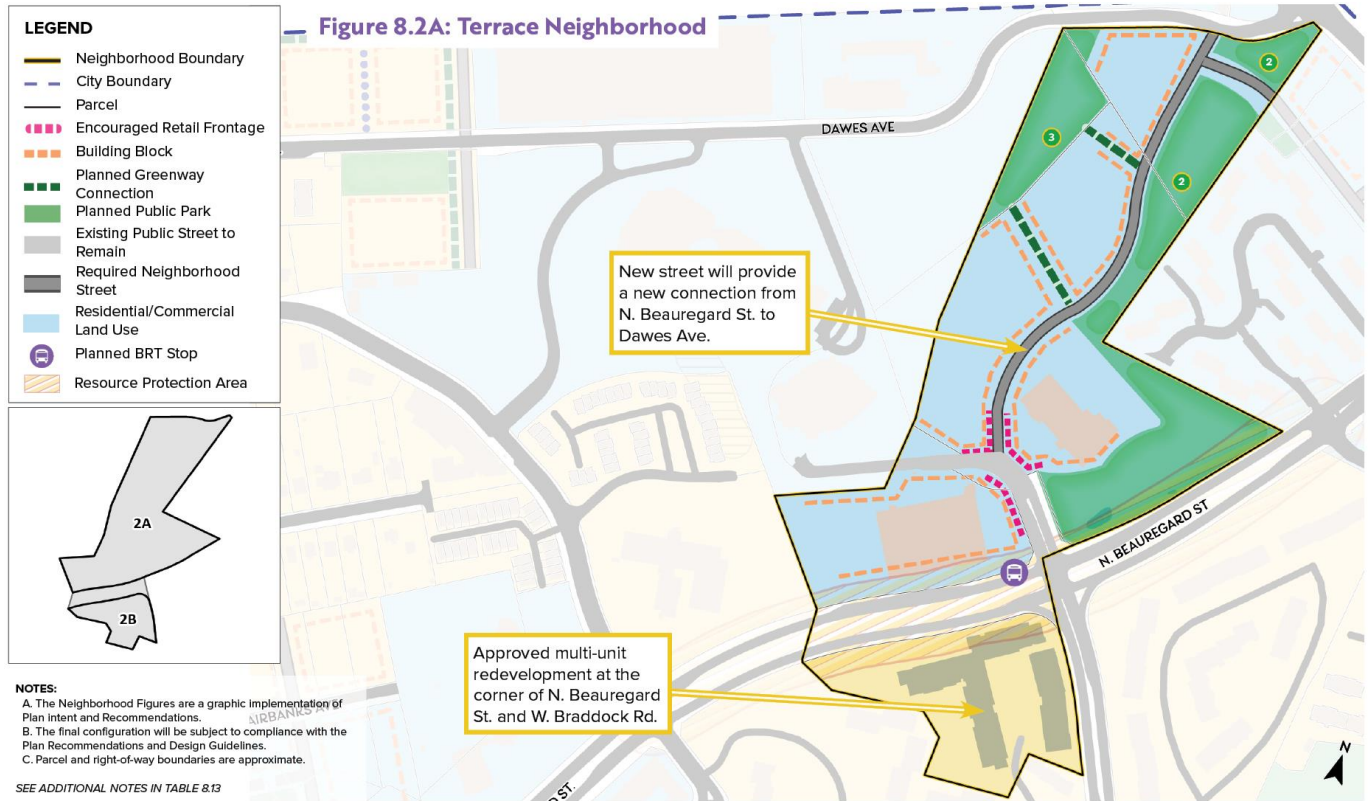 Figure 8.2A: Terrace Neighborhood
LEGEND
Neighborhood Boundary
City Boundary
Parcel
Encouraged Retail Frontage
Building Block
Planned Greenway
Connection
Planned Public Park
Existing Public Street to
Remain
Required Neighborhood
Street
Residential/Commercial
Land Use
Planned BRT Stop
Resource Protection Area
2A
2B
NOTES:
A. The Neighborhood Figures are a graphic implementation of
Plan intent and Recommendations.
B. The final configuration will be subject to compliance with the
Plan Recommendations and Design Guidelines.
C. Parcel and right-of-way boundaries are approximate.
SEE ADDITIONAL NOTES IN TABLE 8.13
DAWES AVE
2
3
2
New street will provide
a new connection from
N. Beauregard St. to
Dawes Ave.
N. BEAUREGARD ST
Approved multi-unit
redevelopment at the
corner of N. Beauregard
St. and W. Braddock Rd.
AIRBANKS AVE
D ST.
N